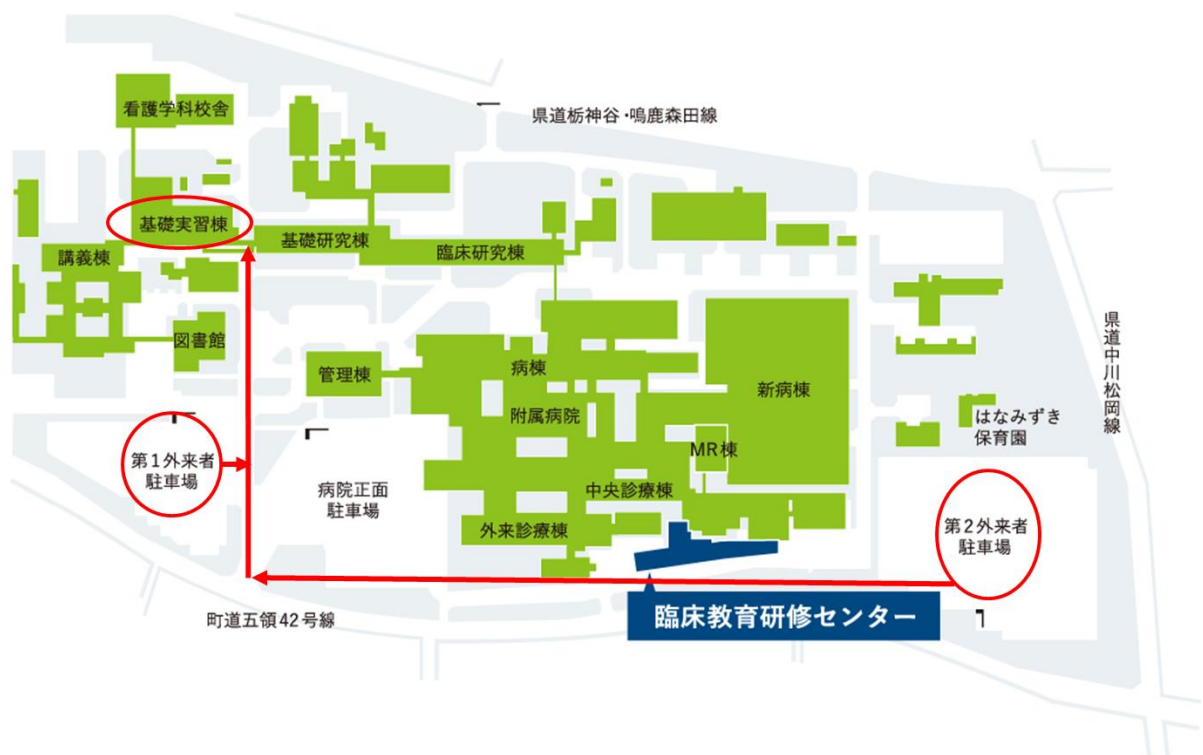 看護学科校舎
県道栃神谷・鳴鹿森田線
基礎実習棟
基礎研究棟
臨床研究棟
講義棟
図書館
管理棟
病棟
附属病院
新病棟
県道中川松岡線
はなみずき
保育園
MR棟
第1外来者
駐車場
病院正面
駐車場
中央診療棟
外来診療棟
第2外来者
駐車場
臨床教育研修センター
町道五領42号線